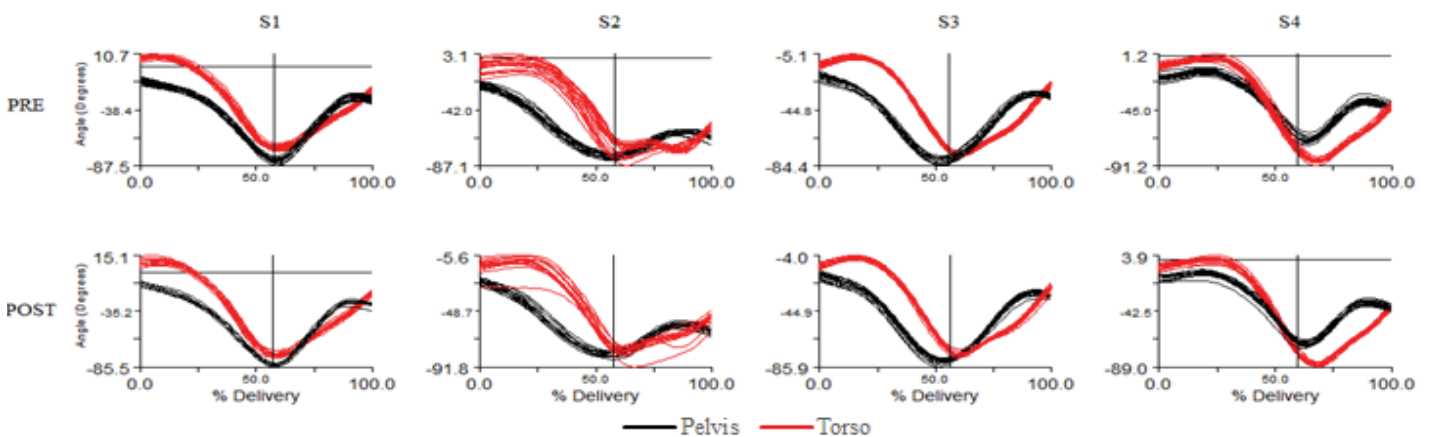 S1 S2 S3 S4
PRE
Angle (Degrees)
10.7 3.1 -5.1 1.2
-38.4 -42.0 -44.8 -45.0
-87.5 -87.1 -84.4 -91.2
0.0 50.0 100.0 0.0 50.0 100.0 0.0 50.0 100.0 0.0 50.0 100.0
POST
Angle (Degrees)
15.1 -5.6 -4.0 3.9
-35.2 -48.7 -44.9 -42.5
-85.5 -91.8 -85.9 -89.0
0.0 50.0 100.0 0.0 50.0 100.0 0.0 50.0 100.0 0.0 50.0 100.0
% Delivery % Delivery % Delivery % Delivery
Pelvis Torso